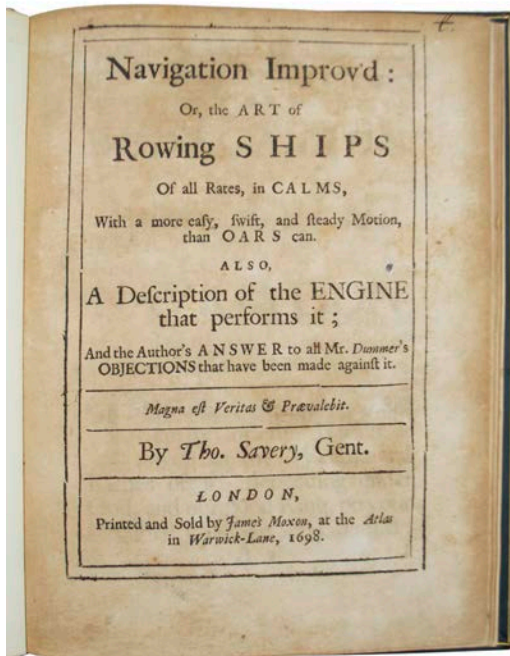 Navigation Improv'd :
Or, the ART of
Rowing SHIPS
Of all Rates, in CALMS,
With a more eaſy, ſwift, and ſteady Motion,
than OARS can.
ALSO,
A Deſcription of the ENGINE
that performs it ;
And the Author's ANSWER to all Mr. Dummer's
OBJECTIONS that have been made againſt it.
Magna eſt Veritas & Prævalebit.
By Tho. Savery, Gent.
LONDON,
Printed and Sold by James Moxon, at the Atlas
in Warwick-Lane, 1698.